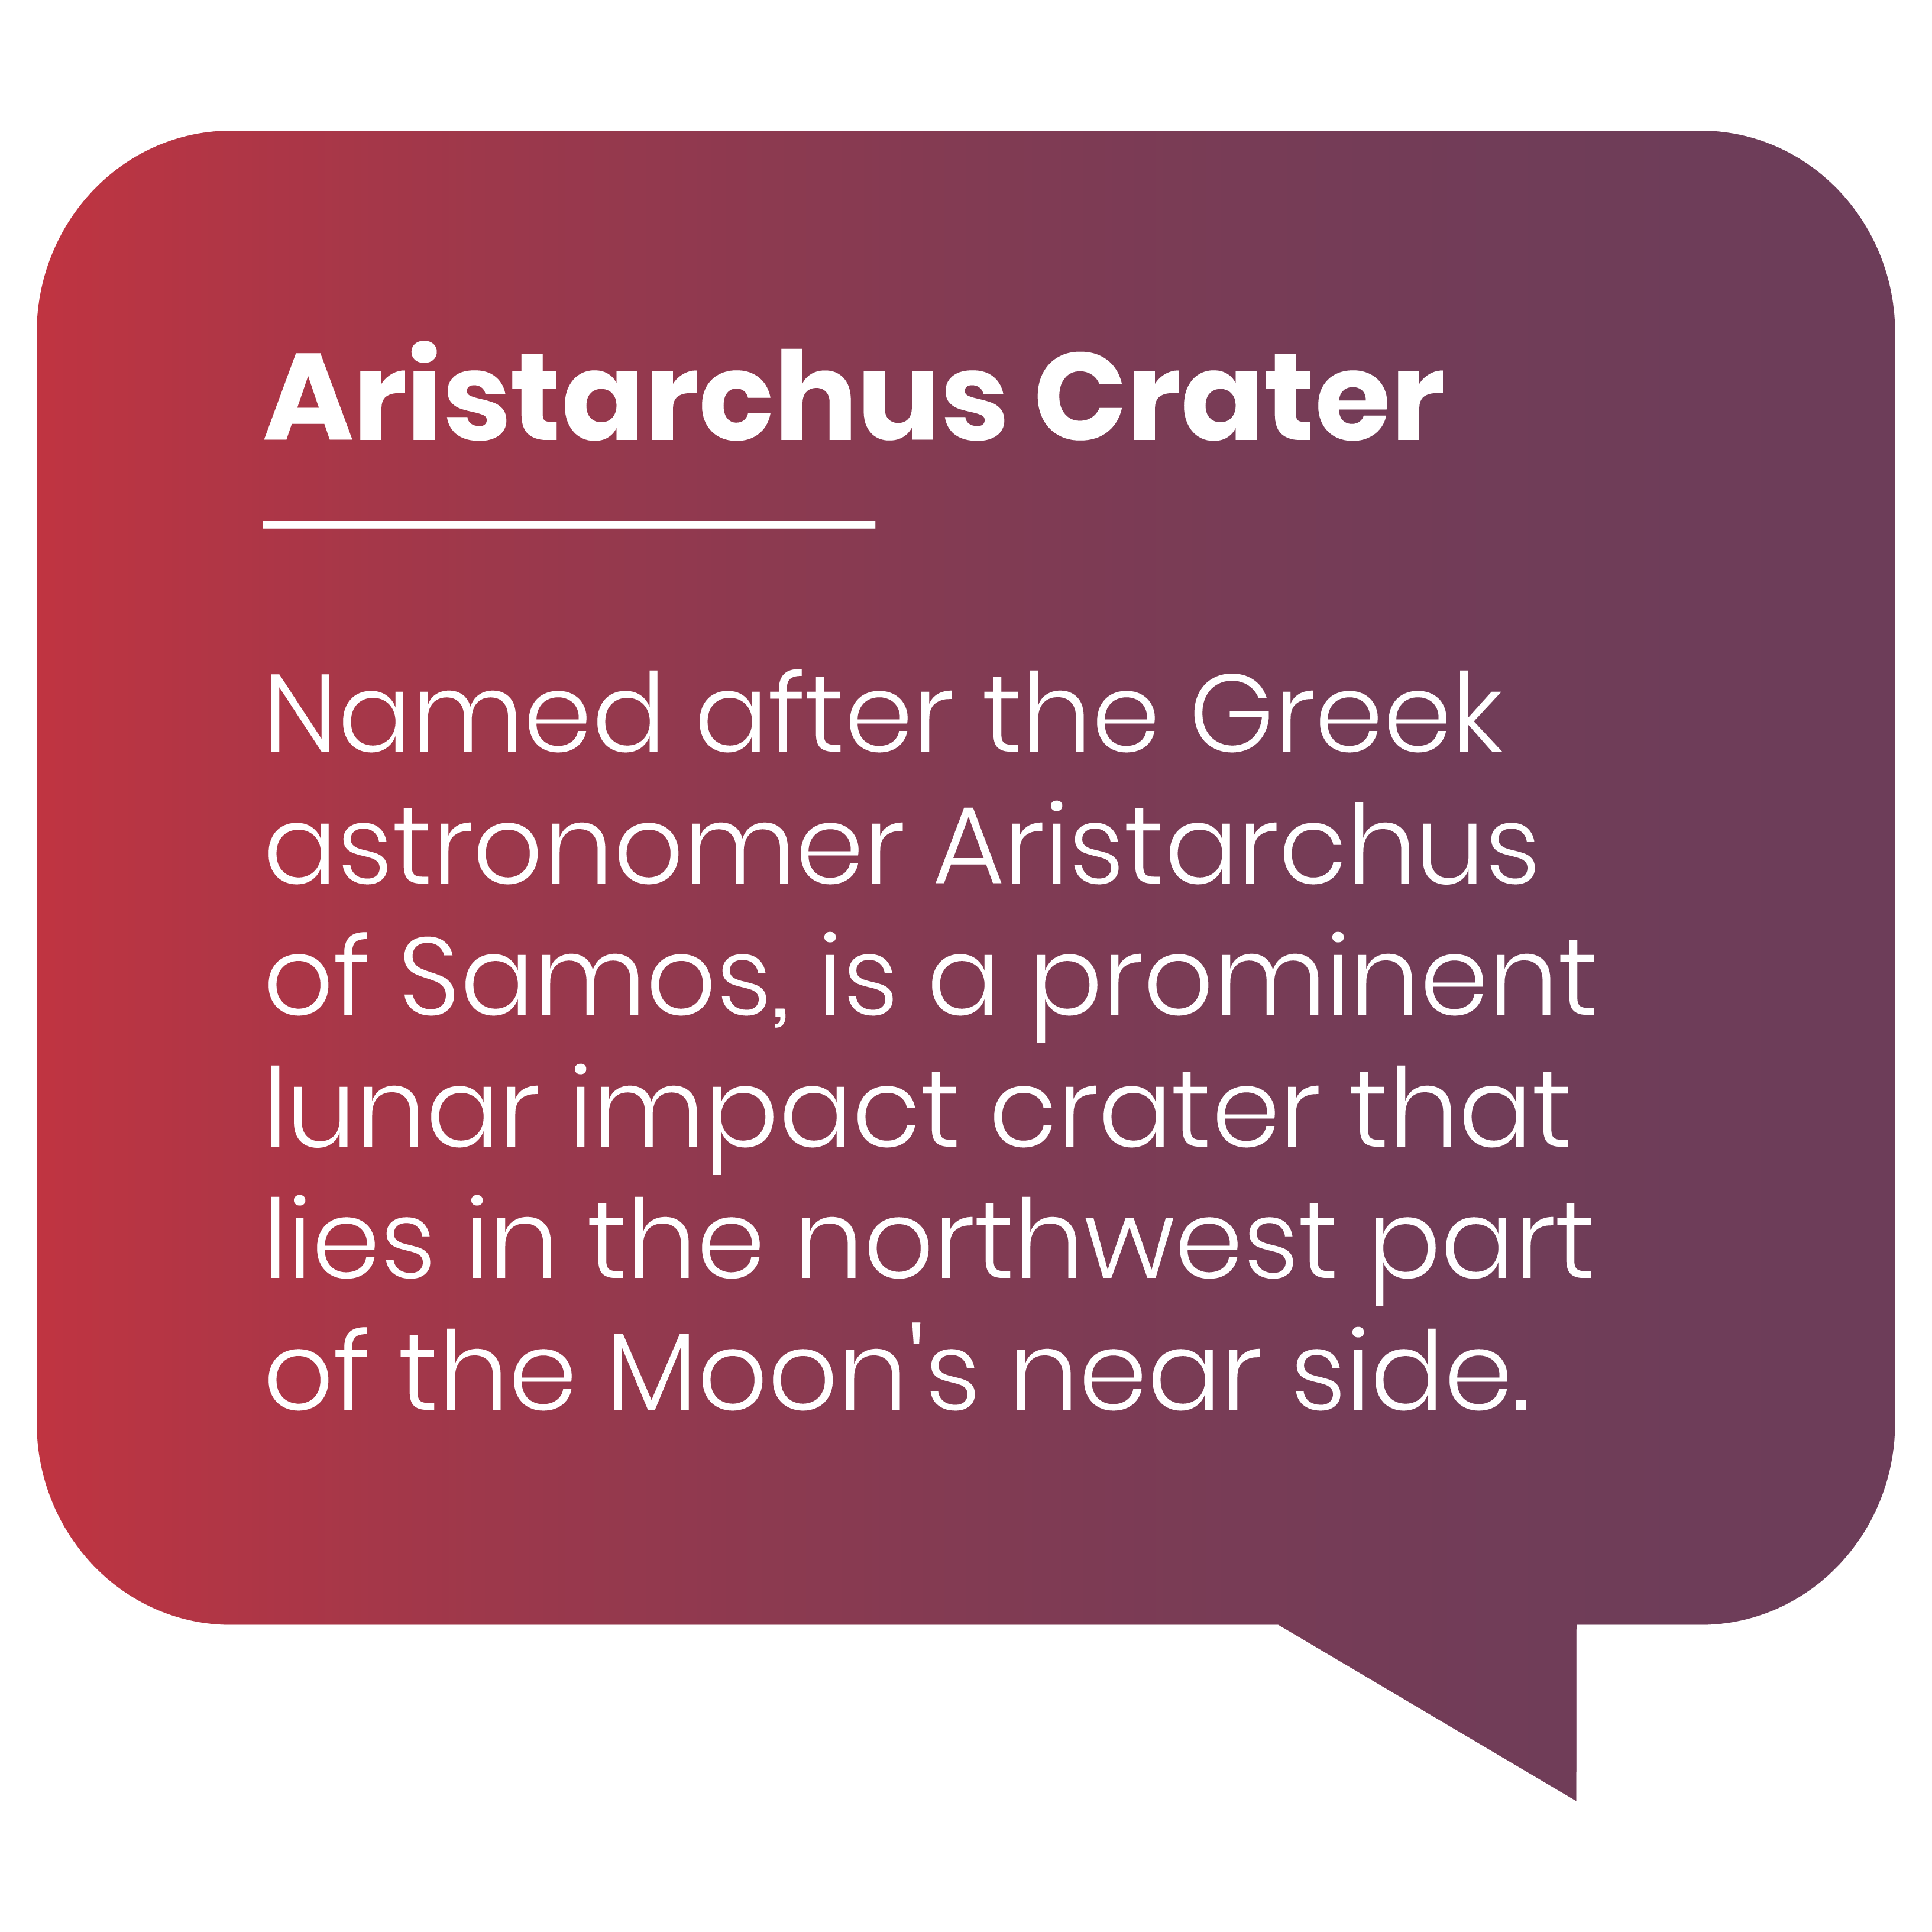 Aristarchus Crater
Named after the Greek
astronomer Aristarchus
of Samos, is a prominent
lunar impact crater that
lies in the northwest part
of the Moon's near side.